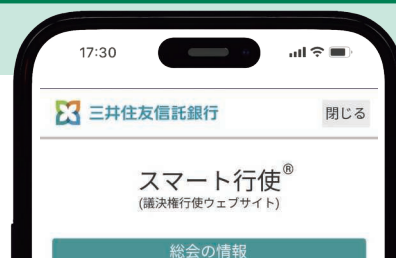 17:30
三井住友信託銀行
閉じる
スマート行使®
(議決権行使ウェブサイト)
総会の情報